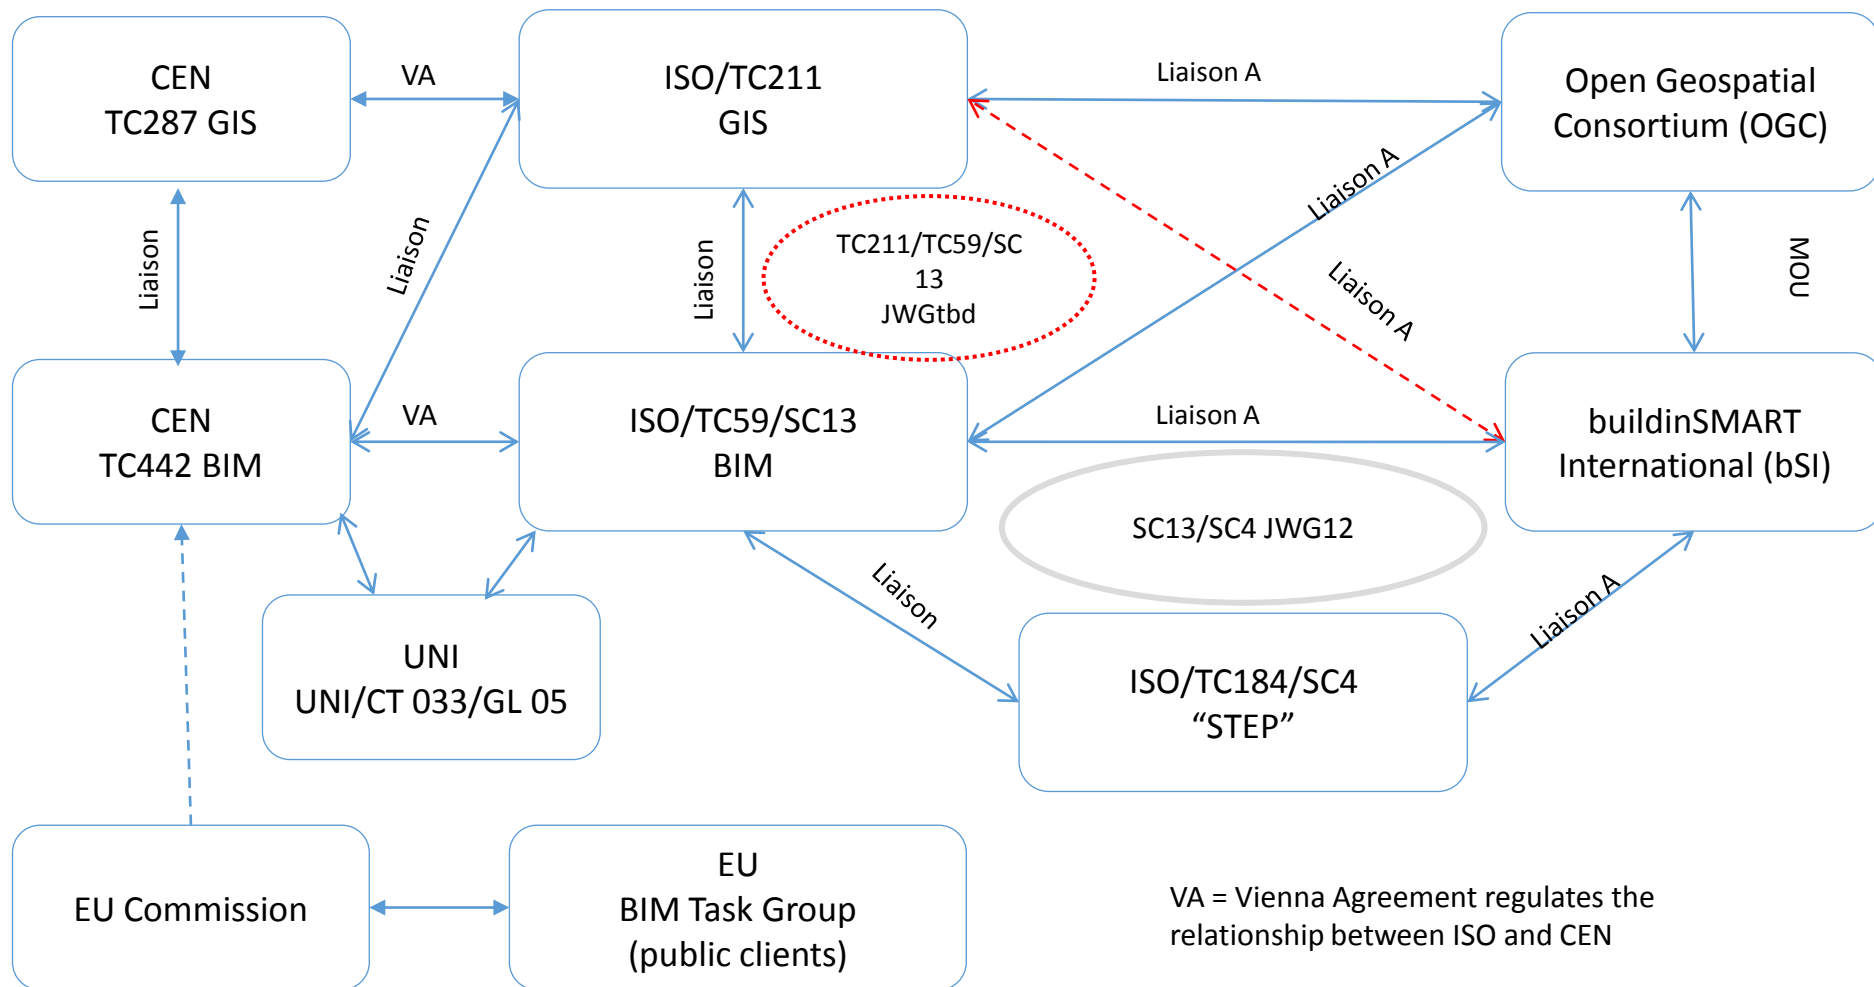 CEN
TC287 GIS
VA
ISO/TC211
GIS
Liaison A
Open Geospatial
Consortium (OGC)
Liaison
Liaison
Liaison
TC211/TC59/SC
13
JWGtbd
Liaison A
Liaison A
MOU
CEN
TC442 BIM
VA
ISO/TC59/SC13
BIM
Liaison A
buildinSMART
International (bSI)
SC13/SC4 JWG12
Liaison
Liaison A
UNI
UNI/CT 033/GL 05
ISO/TC184/SC4
“STEP”
EU Commission
EU
BIM Task Group
(public clients)
VA = Vienna Agreement regulates the
relationship between ISO and CEN